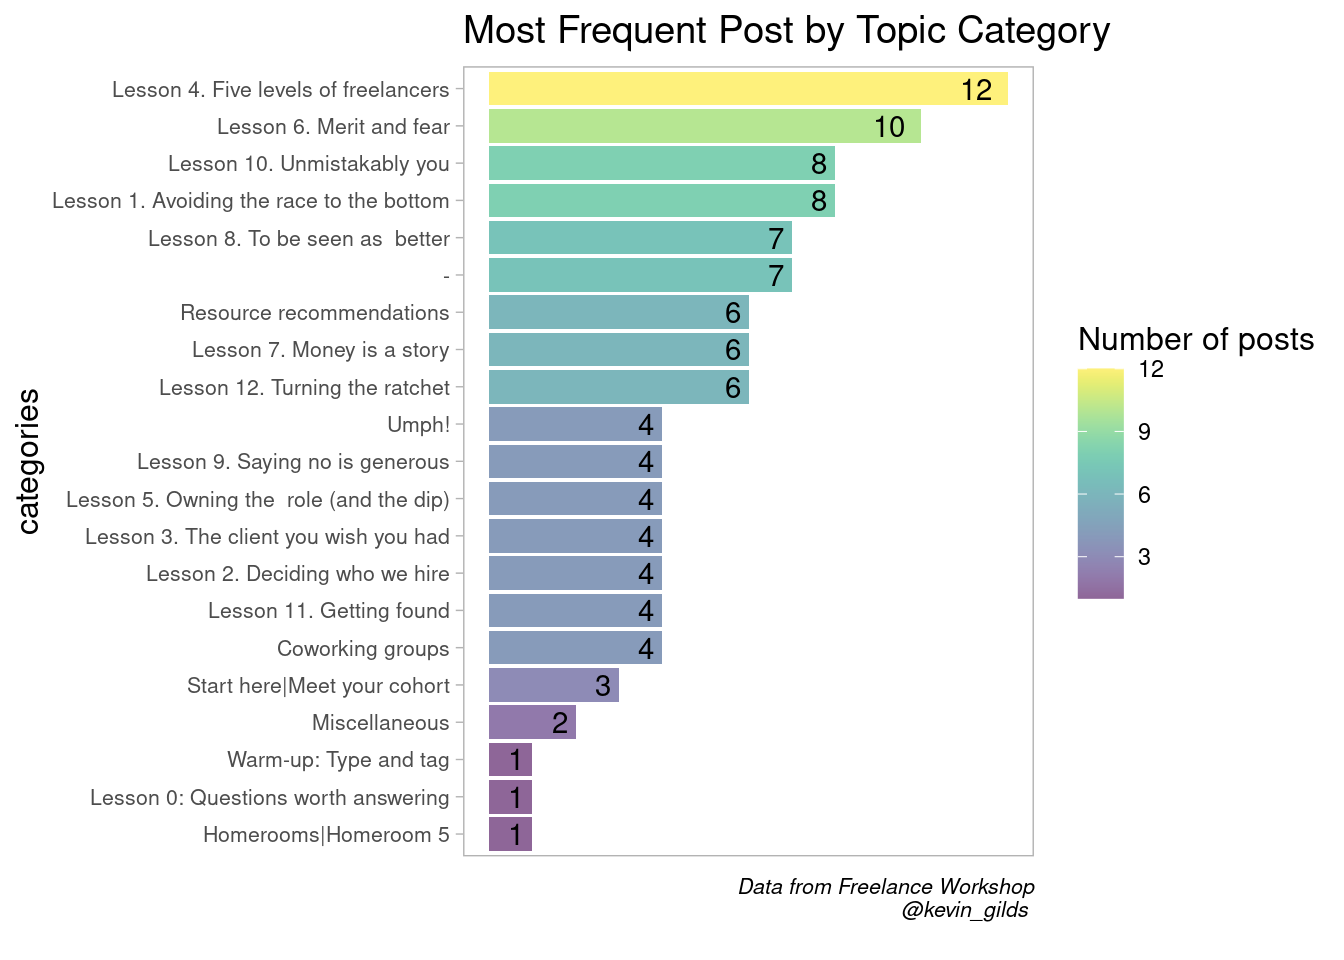 Most Frequent Post by Topic Category
Lesson 4. Five levels of freelancers 12
Lesson 6. Merit and fear 10
Lesson 10. Unmistakably you 8
Lesson 1. Avoiding the race to the bottom 8
Lesson 8. To be seen as  better 7
- 7
Resource recommendations 6
Lesson 7. Money is a story 6
Lesson 12. Turning the ratchet 6
Umph! 4
Lesson 9. Saying no is generous 4
Lesson 5. Owning the  role (and the dip) 4
Lesson 3. The client you wish you had 4
Lesson 2. Deciding who we hire 4
Lesson 11. Getting found 4
Coworking groups 4
Start here|Meet your cohort 3
Miscellaneous 2
Warm-up: Type and tag 1
Lesson 0: Questions worth answering 1
Homerooms|Homeroom 5 1
categories
Number of posts
12
9
6
3
Data from Freelance Workshop
@kevin_gilds